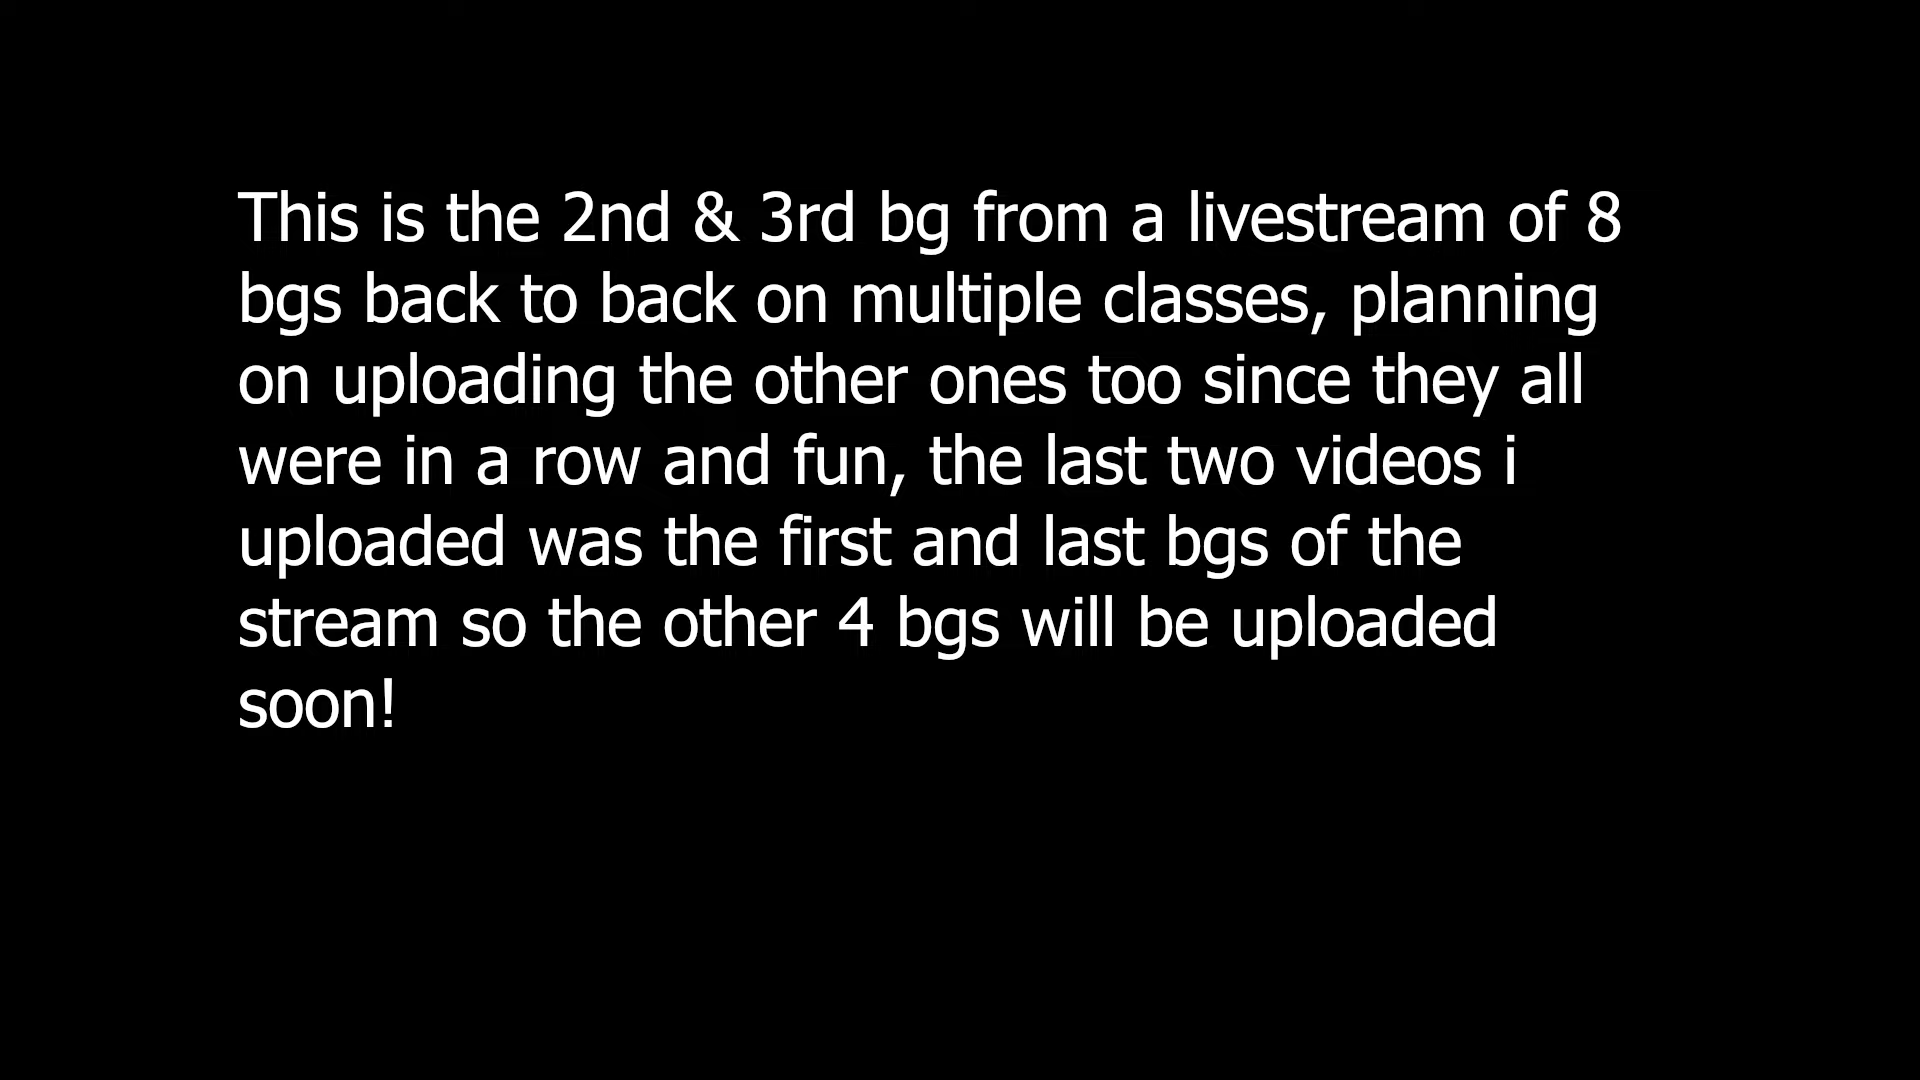 This is the 2nd & 3rd bg from a livestream of 8
bgs back to back on multiple classes, planning
on uploading the other ones too since they all
were in a row and fun, the last two videos i
uploaded was the first and last bgs of the
stream so the other 4 bgs will be uploaded
soon!